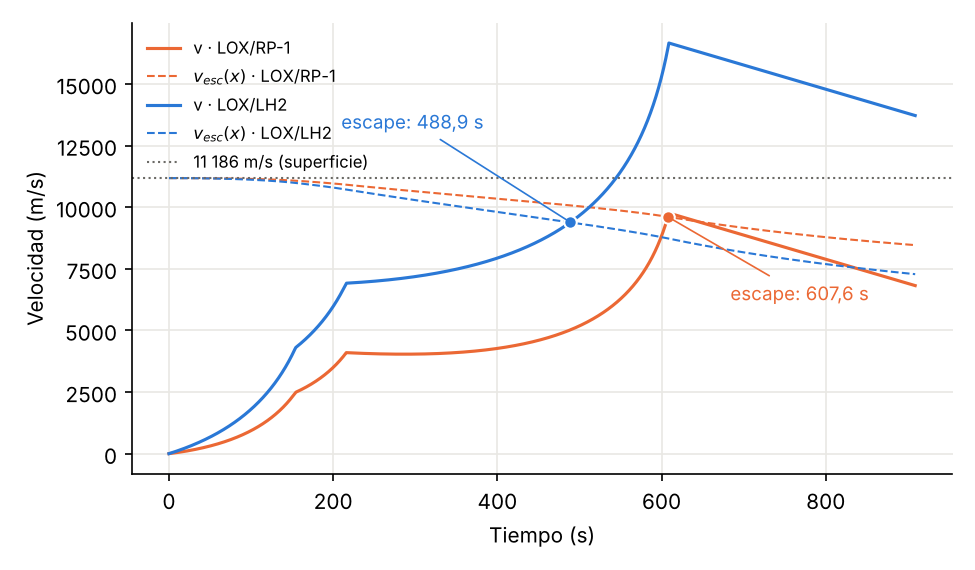 v · LOX/RP-1
v_esc(x) · LOX/RP-1
v · LOX/LH2
v_esc(x) · LOX/LH2
11 186 m/s (superficie)
escape: 488,9 s
escape: 607,6 s
Velocidad (m/s)
15000
12500
10000
7500
5000
2500
0
0 200 400 600 800
Tiempo (s)